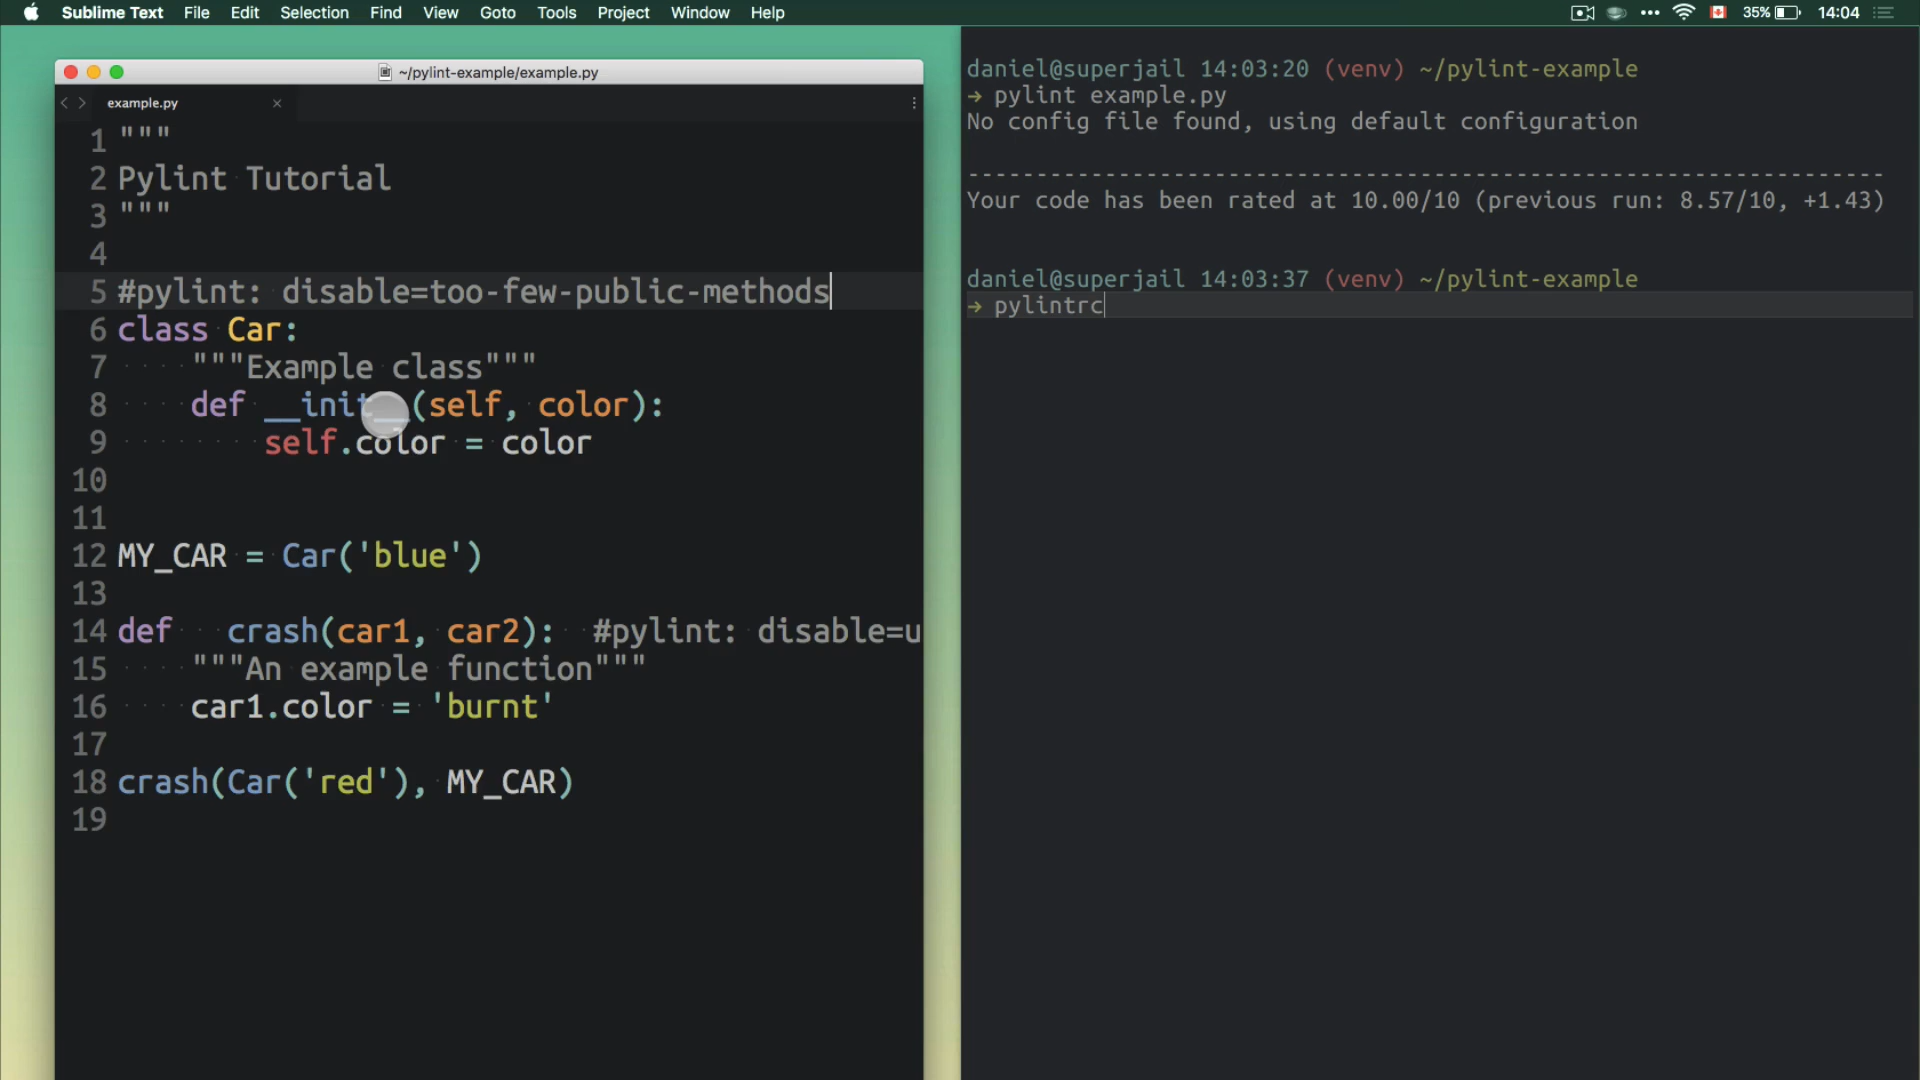 Sublime Text File Edit Selection Find View Goto Tools Project Window Help 35% 14:04
~/pylint-example/example.py
example.py
1 """
2 Pylint Tutorial
3 """
4
5 #pylint: disable=too-few-public-methods
6 class Car:
7 """Example class"""
8 def __init__(self, color):
9 self.color = color
10
11
12 MY_CAR = Car('blue')
13
14 def crash(car1, car2): #pylint: disable=u
15 """An example function"""
16 car1.color = 'burnt'
17
18 crash(Car('red'), MY_CAR)
19
daniel@superjail 14:03:20 (venv) ~/pylint-example
→ pylint example.py
No config file found, using default configuration
-------------------------------------------------------------------
Your code has been rated at 10.00/10 (previous run: 8.57/10, +1.43)
daniel@superjail 14:03:37 (venv) ~/pylint-example
→ pylintrc